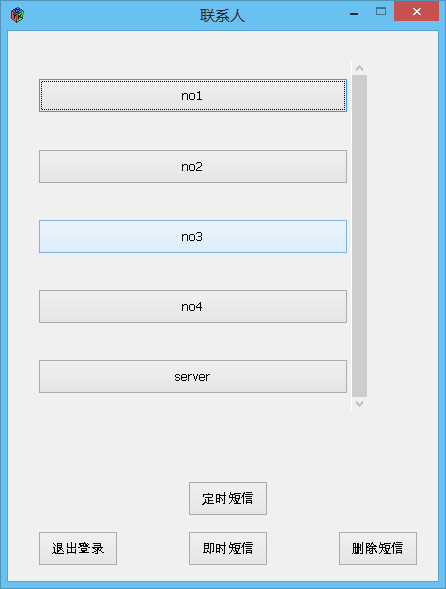 联系人
no1
no2
no3
no4
server
定时短信
退出登录
即时短信
删除短信